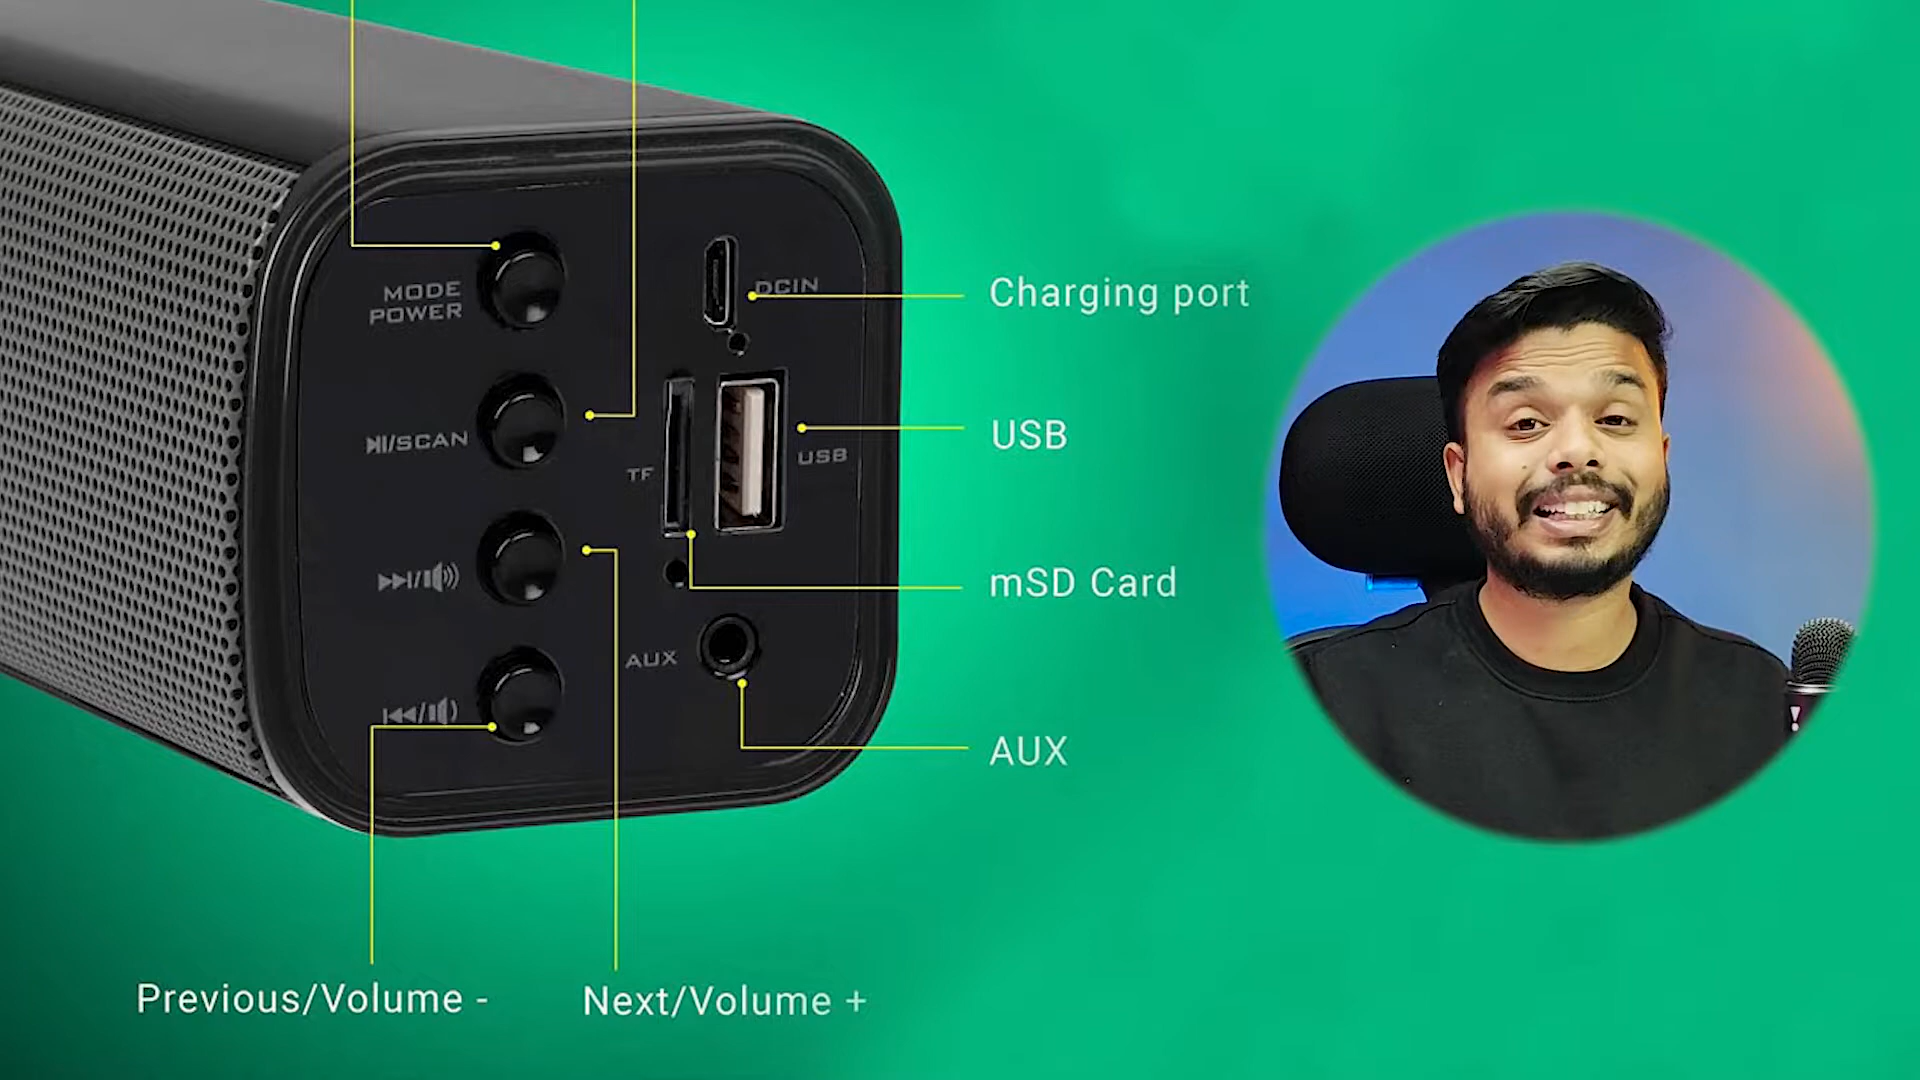 MODE
POWER
DCIN
Charging port
/SCAN
TF
USB
USB
mSD Card
AUX
AUX
Previous/Volume -
Next/Volume +